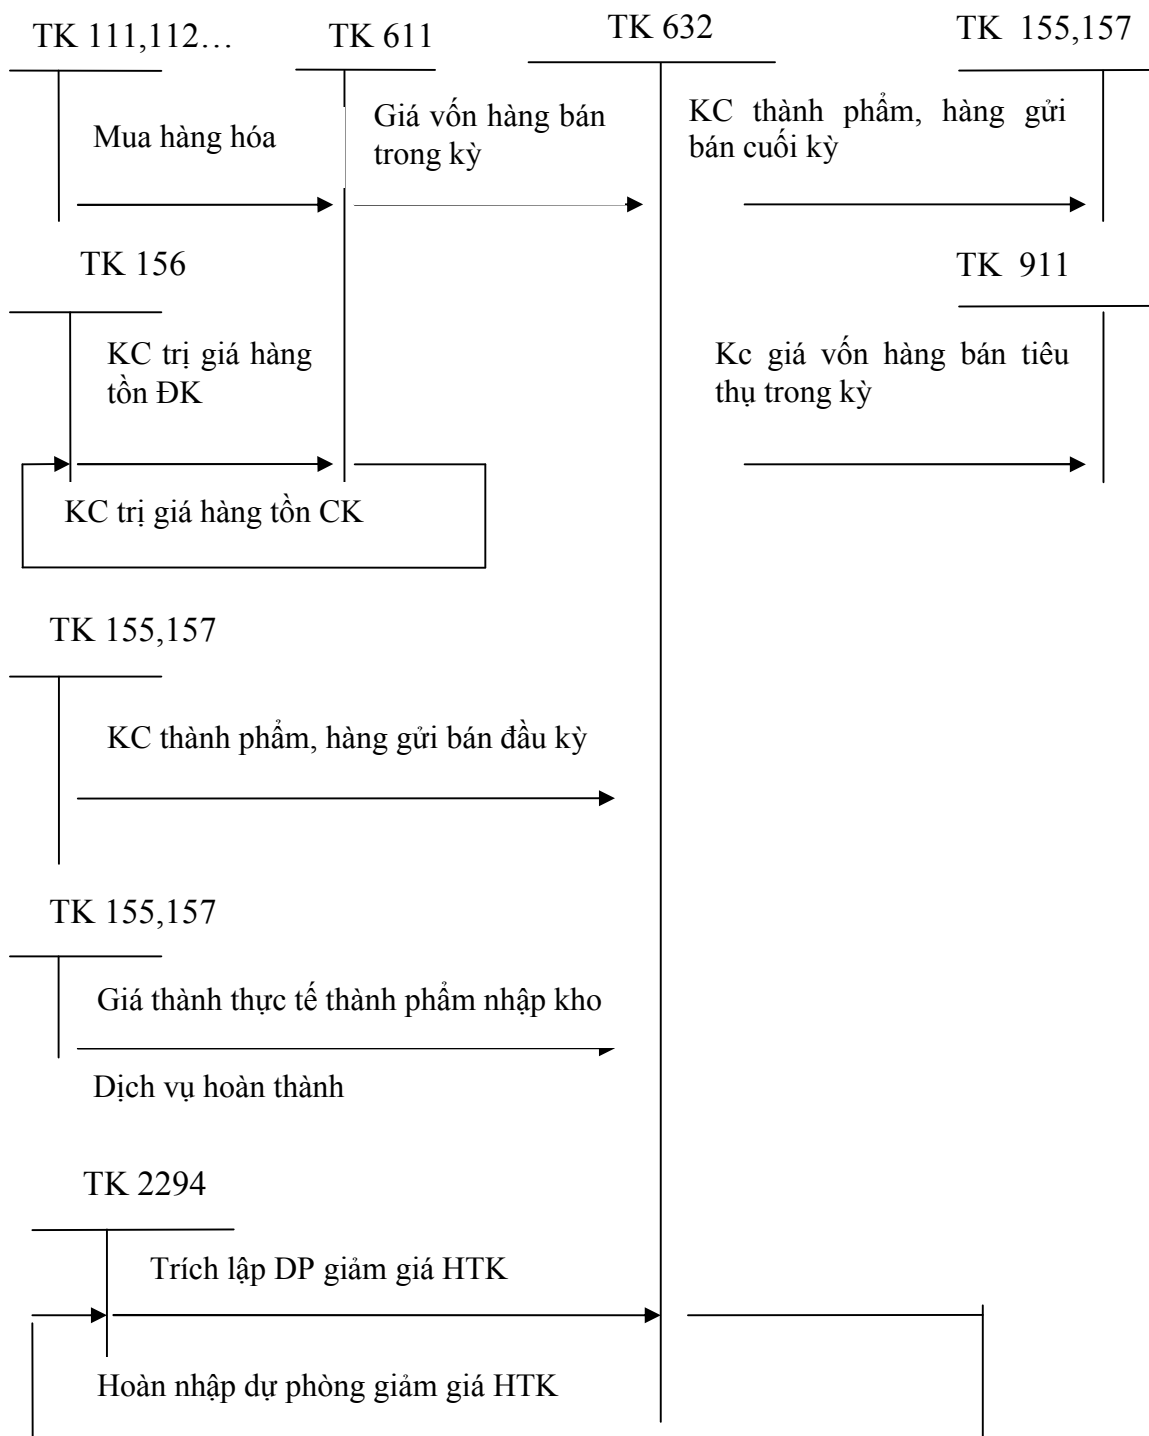 TK 111,112…
TK 611
TK 632
TK 155,157
Mua hàng hóa
Giá vốn hàng bán
trong kỳ
KC thành phẩm, hàng gửi
bán cuối kỳ
TK 156
TK 911
KC trị giá hàng
tồn ĐK
Kc giá vốn hàng bán tiêu
thụ trong kỳ
KC trị giá hàng tồn CK
TK 155,157
KC thành phẩm, hàng gửi bán đầu kỳ
TK 155,157
Giá thành thực tế thành phẩm nhập kho
Dịch vụ hoàn thành
TK 2294
Trích lập DP giảm giá HTK
Hoàn nhập dự phòng giảm giá HTK